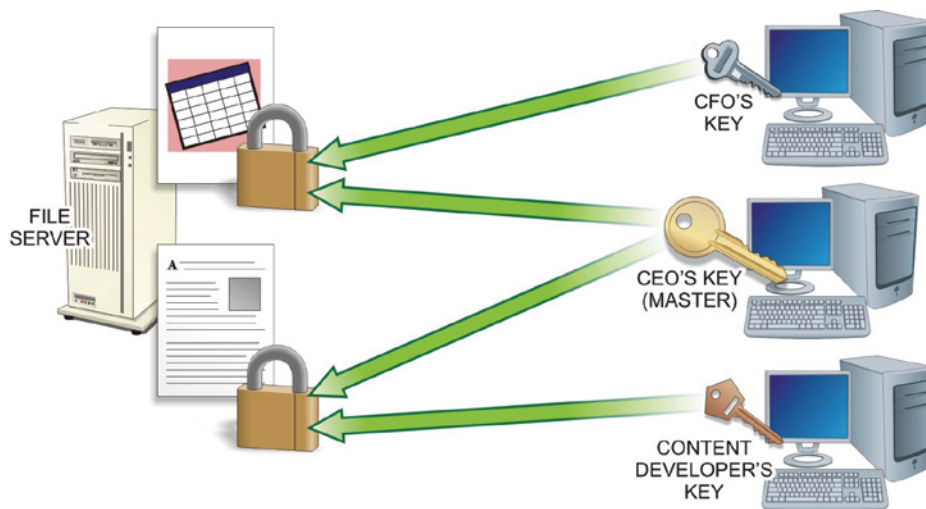 CFO'S
KEY
FILE
SERVER
CEO'S KEY
(MASTER)
A
CONTENT
DEVELOPER'S
KEY